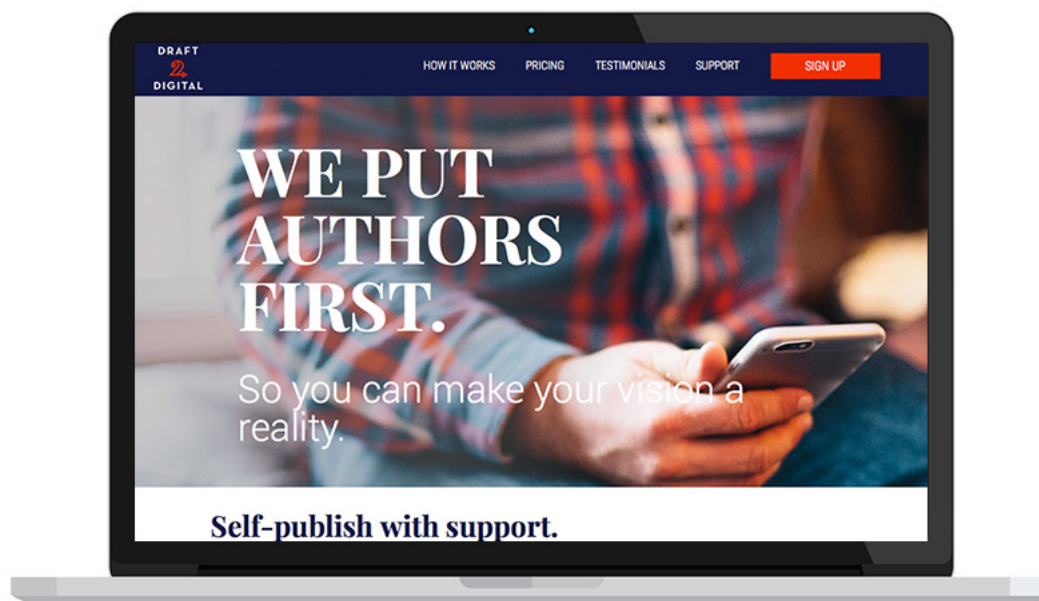 DRAFT
2
DIGITAL
HOW IT WORKS PRICING TESTIMONIALS SUPPORT SIGN UP
WE PUT
AUTHORS
FIRST.
So you can make your vision a
reality.
Self-publish with support.